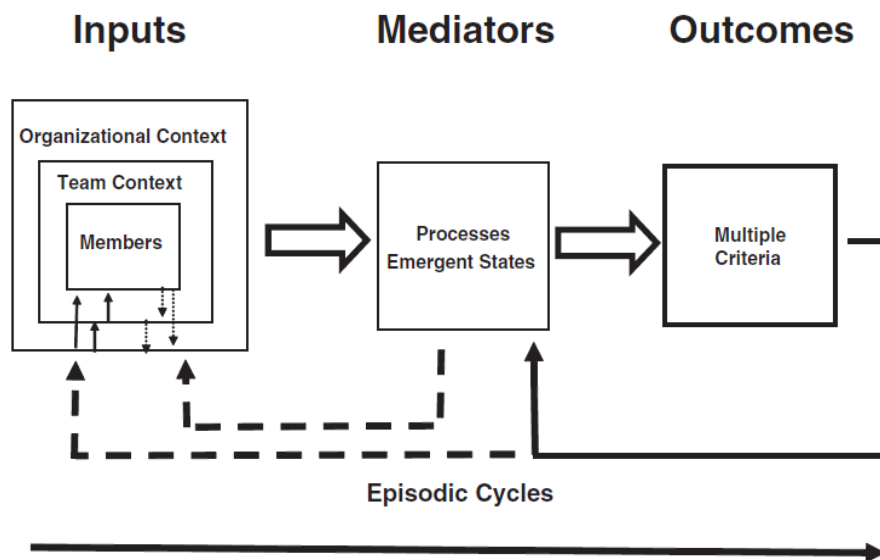 Inputs Mediators Outcomes
Organizational Context
Team Context
Members
Processes
Emergent States
Multiple
Criteria
Episodic Cycles